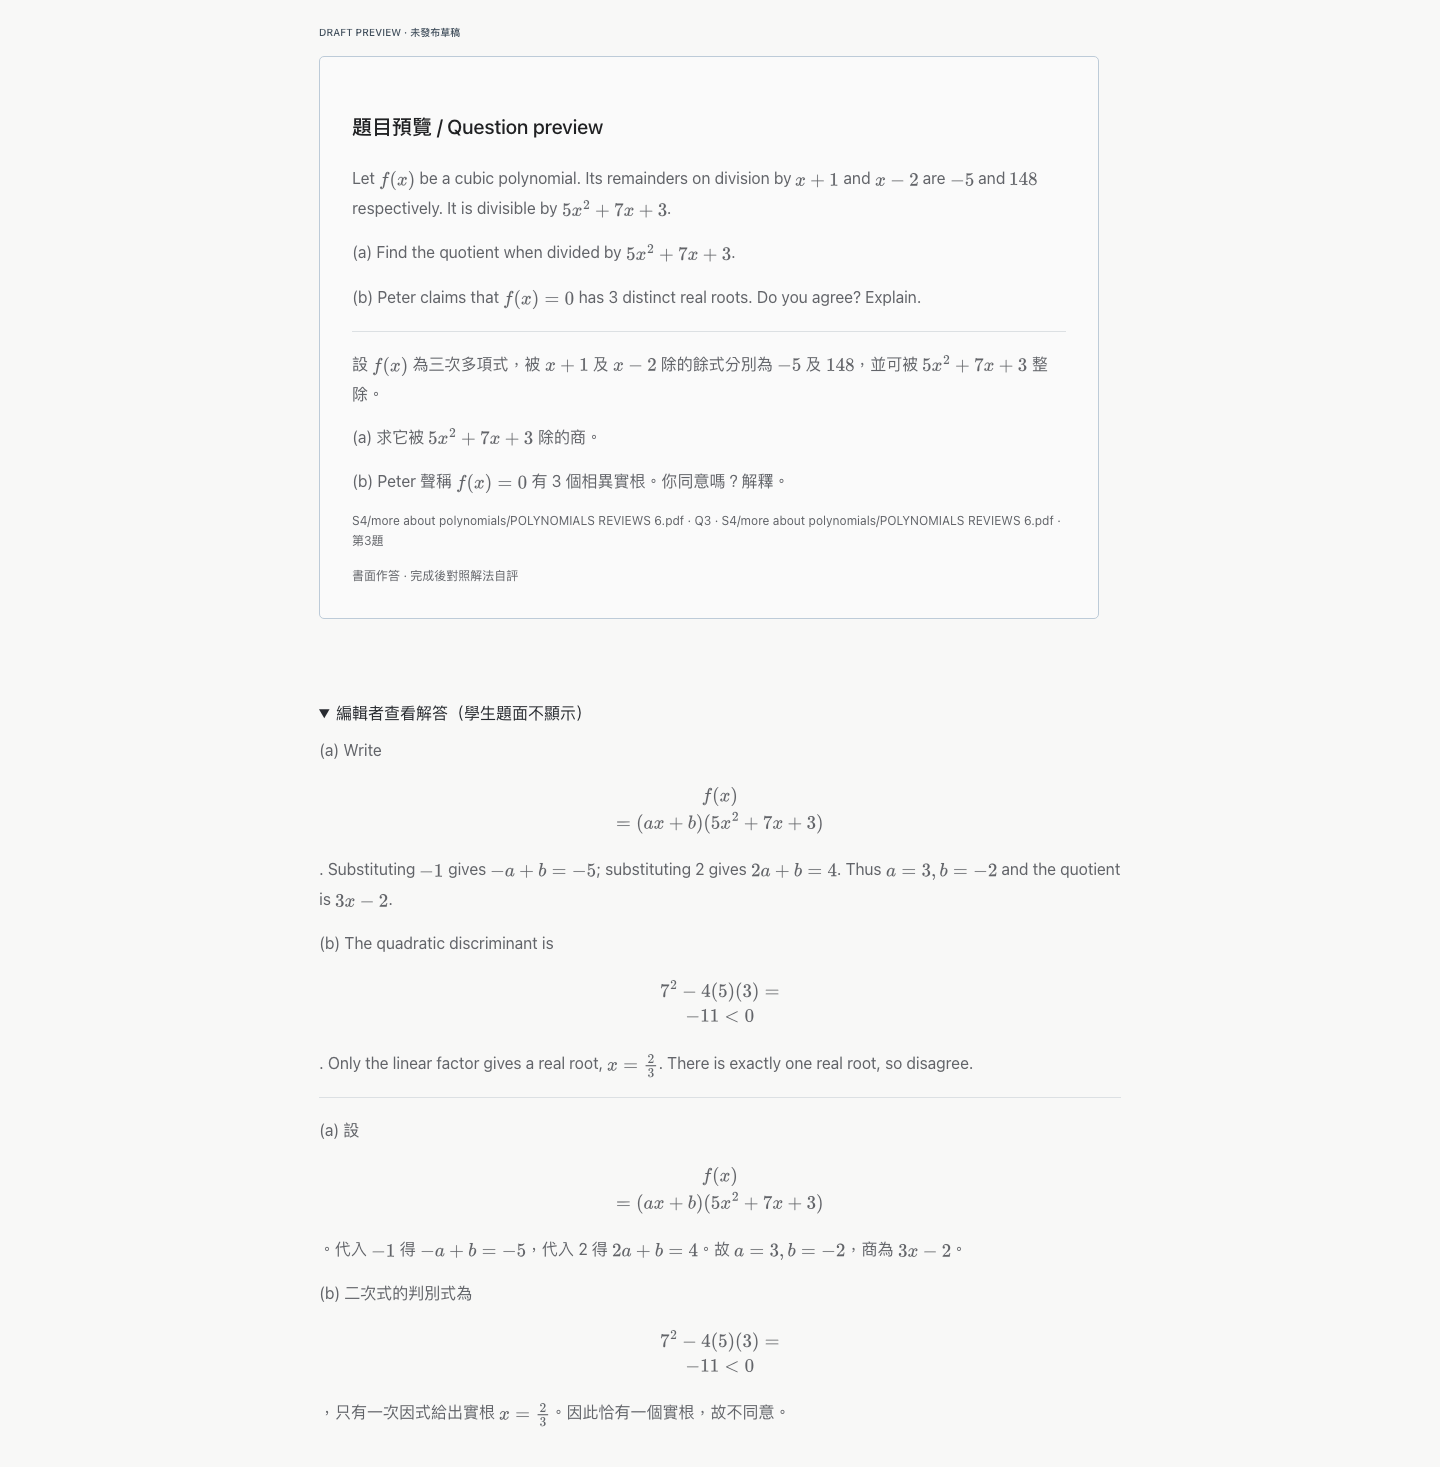 DRAFT PREVIEW · 未發布草稿
題目預覽 / Question preview
Let f(x) be a cubic polynomial. Its remainders on division by x + 1 and x − 2 are −5 and 148
respectively. It is divisible by 5x² + 7x + 3.
(a) Find the quotient when divided by 5x² + 7x + 3.
(b) Peter claims that f(x) = 0 has 3 distinct real roots. Do you agree? Explain.
設 f(x) 為三次多項式，被 x + 1 及 x − 2 除的餘式分別為 −5 及 148，並可被 5x² + 7x + 3 整
除。
(a) 求它被 5x² + 7x + 3 除的商。
(b) Peter 聲稱 f(x) = 0 有 3 個相異實根。你同意嗎？解釋。
S4/more about polynomials/POLYNOMIALS REVIEWS 6.pdf · Q3 · S4/more about polynomials/POLYNOMIALS REVIEWS 6.pdf ·
第3題
書面作答 · 完成後對照解法自評
▼ 編輯者查看解答（學生題面不顯示）
(a) Write
f(x)
= (ax + b)(5x² + 7x + 3)
. Substituting −1 gives −a + b = −5; substituting 2 gives 2a + b = 4. Thus a = 3, b = −2 and the quotient
is 3x − 2.
(b) The quadratic discriminant is
7² − 4(5)(3) =
−11 < 0
. Only the linear factor gives a real root, x = 2/3. There is exactly one real root, so disagree.
(a) 設
f(x)
= (ax + b)(5x² + 7x + 3)
。代入 −1 得 −a + b = −5，代入 2 得 2a + b = 4。故 a = 3, b = −2，商為 3x − 2。
(b) 二次式的判別式為
7² − 4(5)(3) =
−11 < 0
，只有一次因式給出實根 x = 2/3。因此恰有一個實根，故不同意。